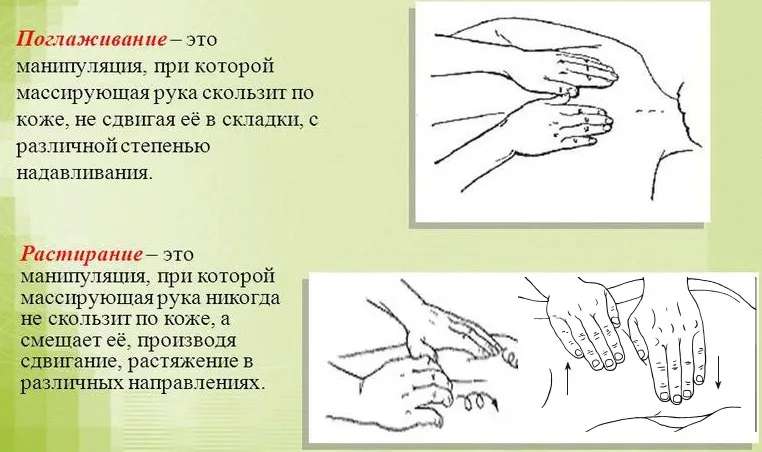 Поглаживание – это
манипуляция, при которой
массирующая рука скользит по
коже, не сдвигая её в складки, с
различной степенью
надавливания.
Растирание – это
манипуляция, при которой
массирующая рука никогда
не скользит по коже, а
смещает её, производя
сдвигание, растяжение в
различных направлениях.